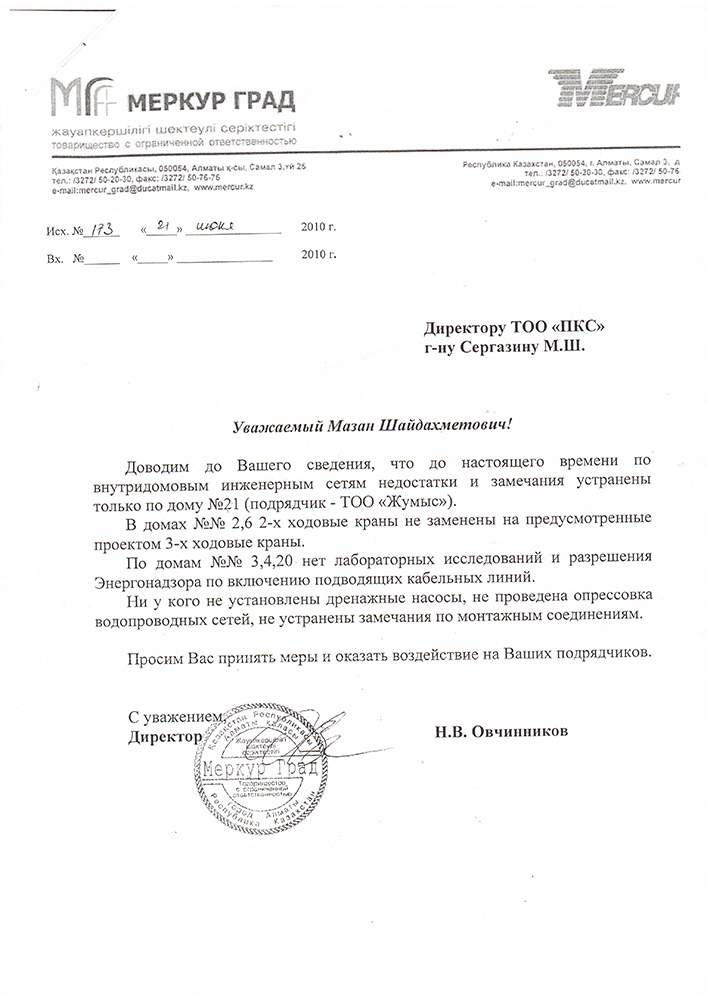 МЕРКУР ГРАД
MERCUR
жауапкершілігі шектеулі серіктестігі
товарищество с ограниченной ответственностью
Қазақстан Республикасы, 050054, Алматы қ-сы, Самал 3,үй 25
тел.: /3272/ 50-20-30, факс: /3272/ 50-76-76
e-mail:mercur_grad@ducatmail.kz, www.mercur.kz
Республика Казахстан, 050054, г. Алматы, Самал 3, д
тел.: /3272/ 50-20-30, факс: /3272/ 50-76
e-mail:mercur_grad@ducatmail.kz, www.mercur
Исх. № 173 «21» июля 2010 г.
Вх. №______ «_____» ______________ 2010 г.
Директору ТОО «ПКС»
г-ну Сергазину М.Ш.
Уважаемый Мазан Шайдахметович!
Доводим до Вашего сведения, что до настоящего времени по
внутридомовым инженерным сетям недостатки и замечания устранены
только по дому №21 (подрядчик - ТОО «Жумыс»).
В домах №№ 2,6 2-х ходовые краны не заменены на предусмотренные
проектом 3-х ходовые краны.
По домам №№ 3,4,20 нет лабораторных исследований и разрешения
Энергонадзора по включению подводящих кабельных линий.
Ни у кого не установлены дренажные насосы, не проведена опрессовка
водопроводных сетей, не устранены замечания по монтажным соединениям.
Просим Вас принять меры и оказать воздействие на Ваших подрядчиков.
С уважением,
Директор
Н.В. Овчинников
Қазақстан Республикасы
Алматы қаласы
Жауапкершілігі
шектеулі
серіктестігі
Меркур Град
Товарищество
с ограниченной
ответственностью
город Алматы
Республика Казахстан